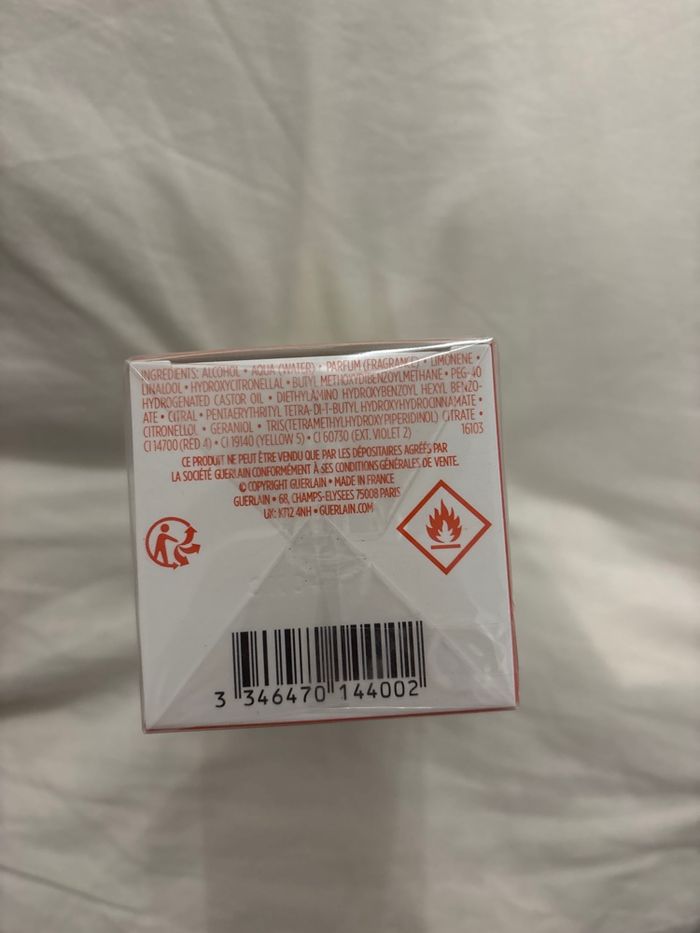 INGREDIENTS: ALCOHOL • AQUA (WATER) • PARFUM (FRAGRANCE) • LIMONENE •
LINALOOL • HYDROXYCITRONELLAL • BUTYL METHOXYDIBENZOYLMETHANE • PEG-40
HYDROGENATED CASTOR OIL • DIETHYLAMINO HYDROXYBENZOYL HEXYL BENZO-
ATE • CITRAL • PENTAERYTHRITYL TETRA-DI-T-BUTYL HYDROXYHYDROCINNAMATE •
CITRONELLOL • GERANIOL • TRIS(TETRAMETHYLHYDROXYPIPERIDINOL) CITRATE •
CI 14700 (RED 4) • CI 19140 (YELLOW 5) • CI 60730 (EXT. VIOLET 2) 16103
CE PRODUIT NE PEUT ÊTRE VENDU QUE PAR LES DÉPOSITAIRES AGRÉÉS PAR
LA SOCIÉTÉ GUERLAIN CONFORMÉMENT À SES CONDITIONS GÉNÉRALES DE VENTE.
© COPYRIGHT GUERLAIN • MADE IN FRANCE
GUERLAIN • 68, CHAMPS-ELYSEES 75008 PARIS
UK: KT12 4NH • GUERLAIN.COM
3 346470 144002